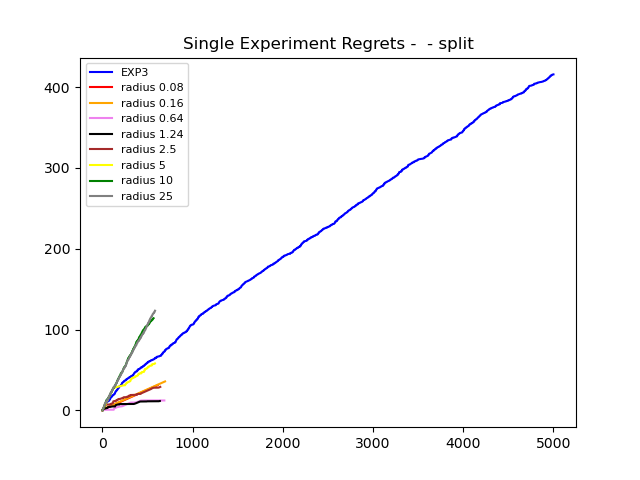 Single Experiment Regrets -  - split
EXP3
radius 0.08
radius 0.16
radius 0.64
radius 1.24
radius 2.5
radius 5
radius 10
radius 25
400
300
200
100
0
0 1000 2000 3000 4000 5000